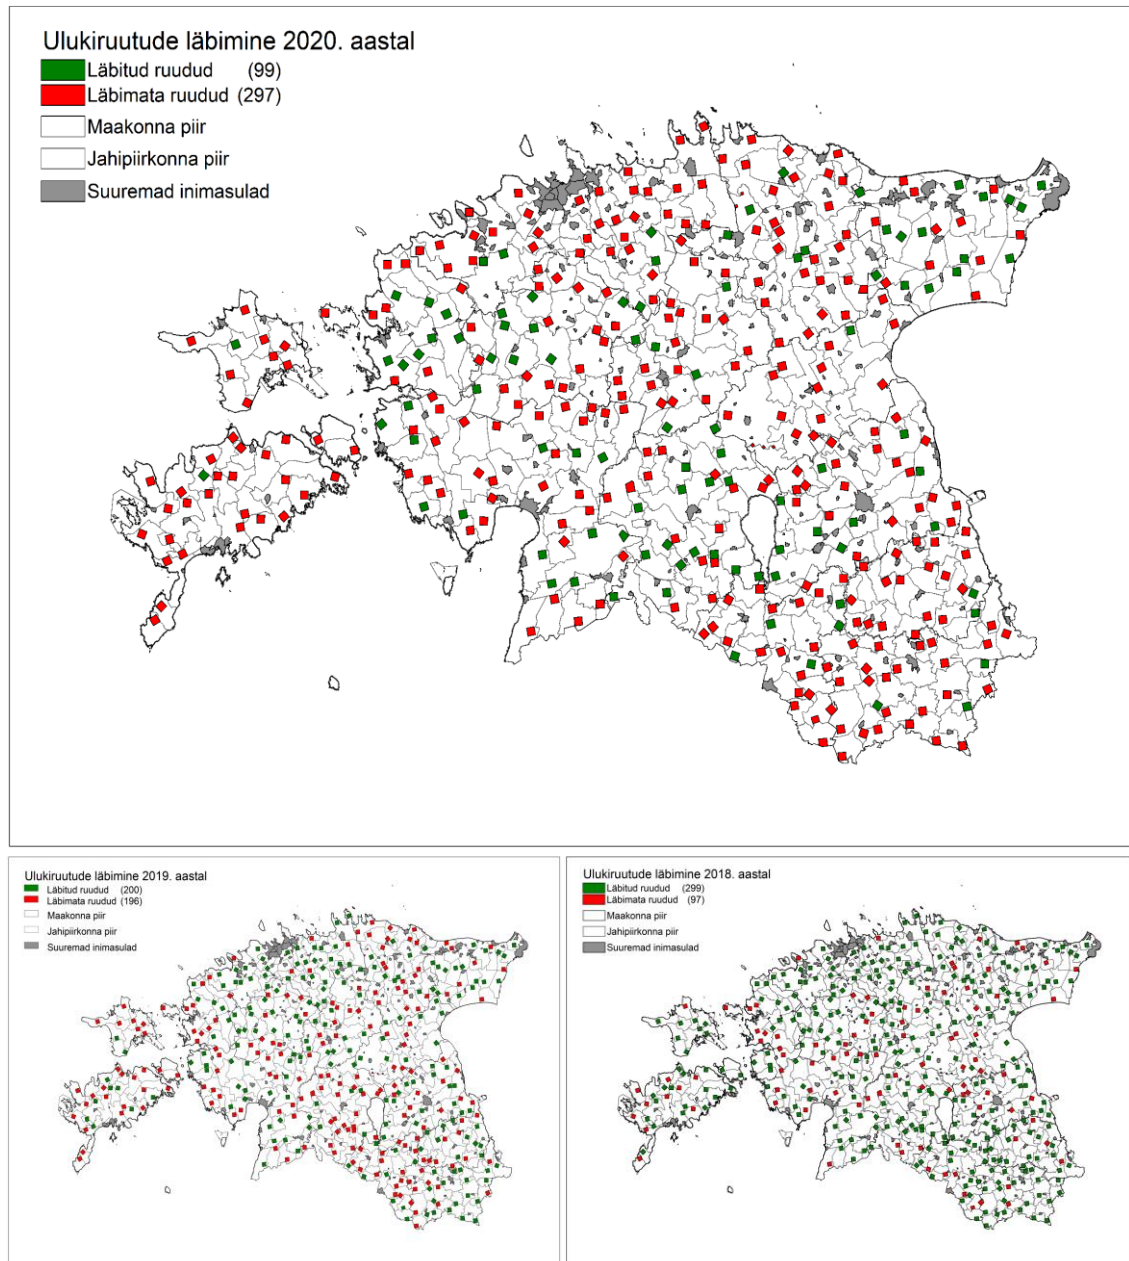 Ulukiruutude läbimine 2020. aastal
Läbitud ruudud (99)
Läbimata ruudud (297)
Maakonna piir
Jahipiirkonna piir
Suuremad inimasulad
Ulukiruutude läbimine 2019. aastal
Läbitud ruudud (200)
Läbimata ruudud (196)
Maakonna piir
Jahipiirkonna piir
Suuremad inimasulad
Ulukiruutude läbimine 2018. aastal
Läbitud ruudud (299)
Läbimata ruudud (97)
Maakonna piir
Jahipiirkonna piir
Suuremad inimasulad